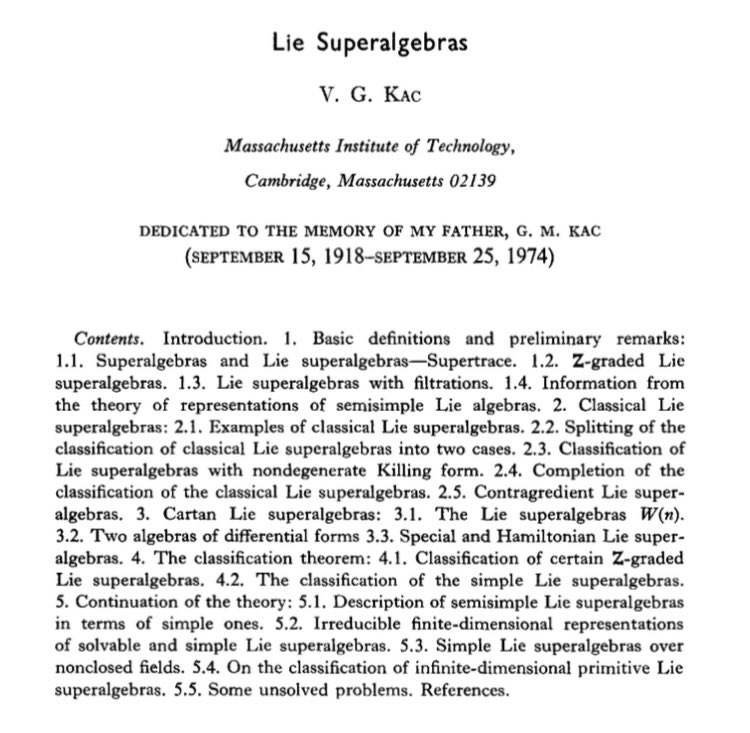 Lie Superalgebras
V. G. KAC
Massachusetts Institute of Technology,
Cambridge, Massachusetts 02139
DEDICATED TO THE MEMORY OF MY FATHER, G. M. KAC
(SEPTEMBER 15, 1918–SEPTEMBER 25, 1974)
Contents. Introduction. 1. Basic definitions and preliminary remarks:
1.1. Superalgebras and Lie superalgebras—Supertrace. 1.2. Z-graded Lie
superalgebras. 1.3. Lie superalgebras with filtrations. 1.4. Information from
the theory of representations of semisimple Lie algebras. 2. Classical Lie
superalgebras: 2.1. Examples of classical Lie superalgebras. 2.2. Splitting of the
classification of classical Lie superalgebras into two cases. 2.3. Classification of
Lie superalgebras with nondegenerate Killing form. 2.4. Completion of the
classification of the classical Lie superalgebras. 2.5. Contragredient Lie super-
algebras. 3. Cartan Lie superalgebras: 3.1. The Lie superalgebras W(n).
3.2. Two algebras of differential forms 3.3. Special and Hamiltonian Lie super-
algebras. 4. The classification theorem: 4.1. Classification of certain Z-graded
Lie superalgebras. 4.2. The classification of the simple Lie superalgebras.
5. Continuation of the theory: 5.1. Description of semisimple Lie superalgebras
in terms of simple ones. 5.2. Irreducible finite-dimensional representations
of solvable and simple Lie superalgebras. 5.3. Simple Lie superalgebras over
nonclosed fields. 5.4. On the classification of infinite-dimensional primitive Lie
superalgebras. 5.5. Some unsolved problems. References.